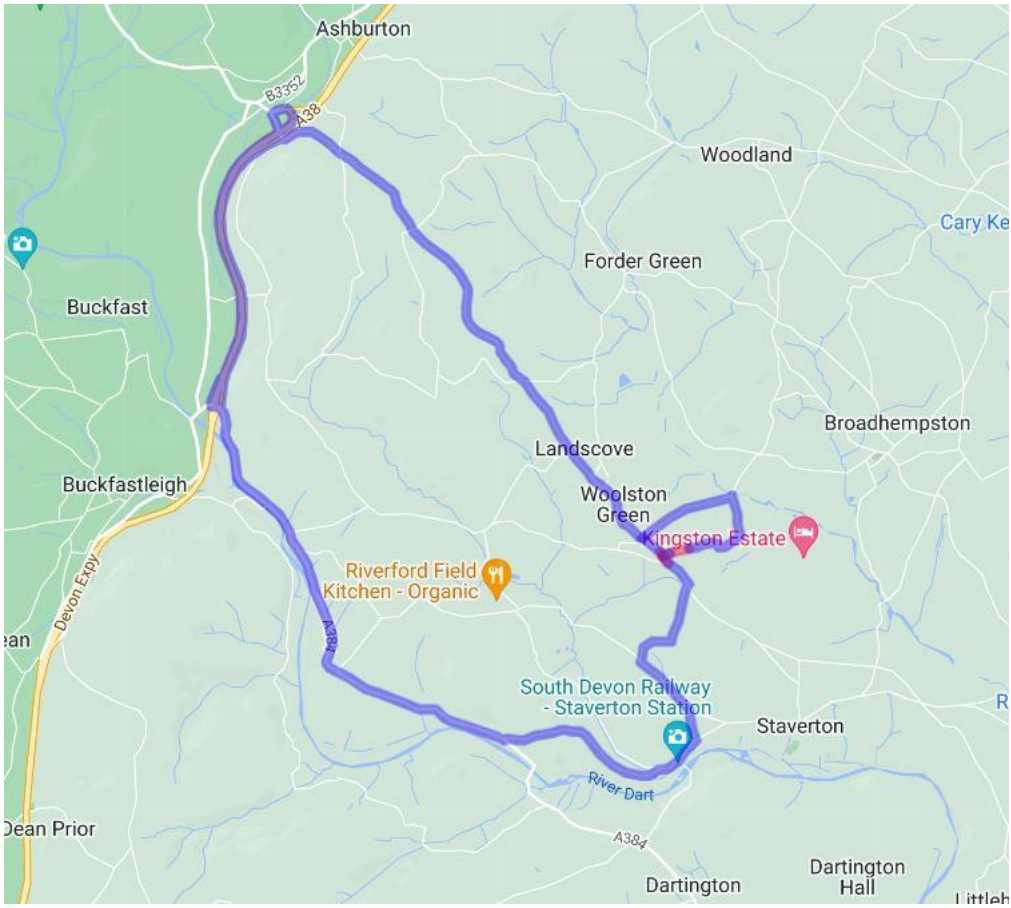 Ashburton
B3352
A38
Woodland
Cary Ke
Forder Green
Buckfast
Broadhempston
Landscove
Buckfastleigh
Woolston
Green
Kingston Estate
Devon Expy
Riverford Field
Kitchen - Organic
ean
A384
South Devon Railway
- Staverton Station
R
Staverton
River Dart
Dean Prior
A384
Dartington
Hall
Dartington
Littleh